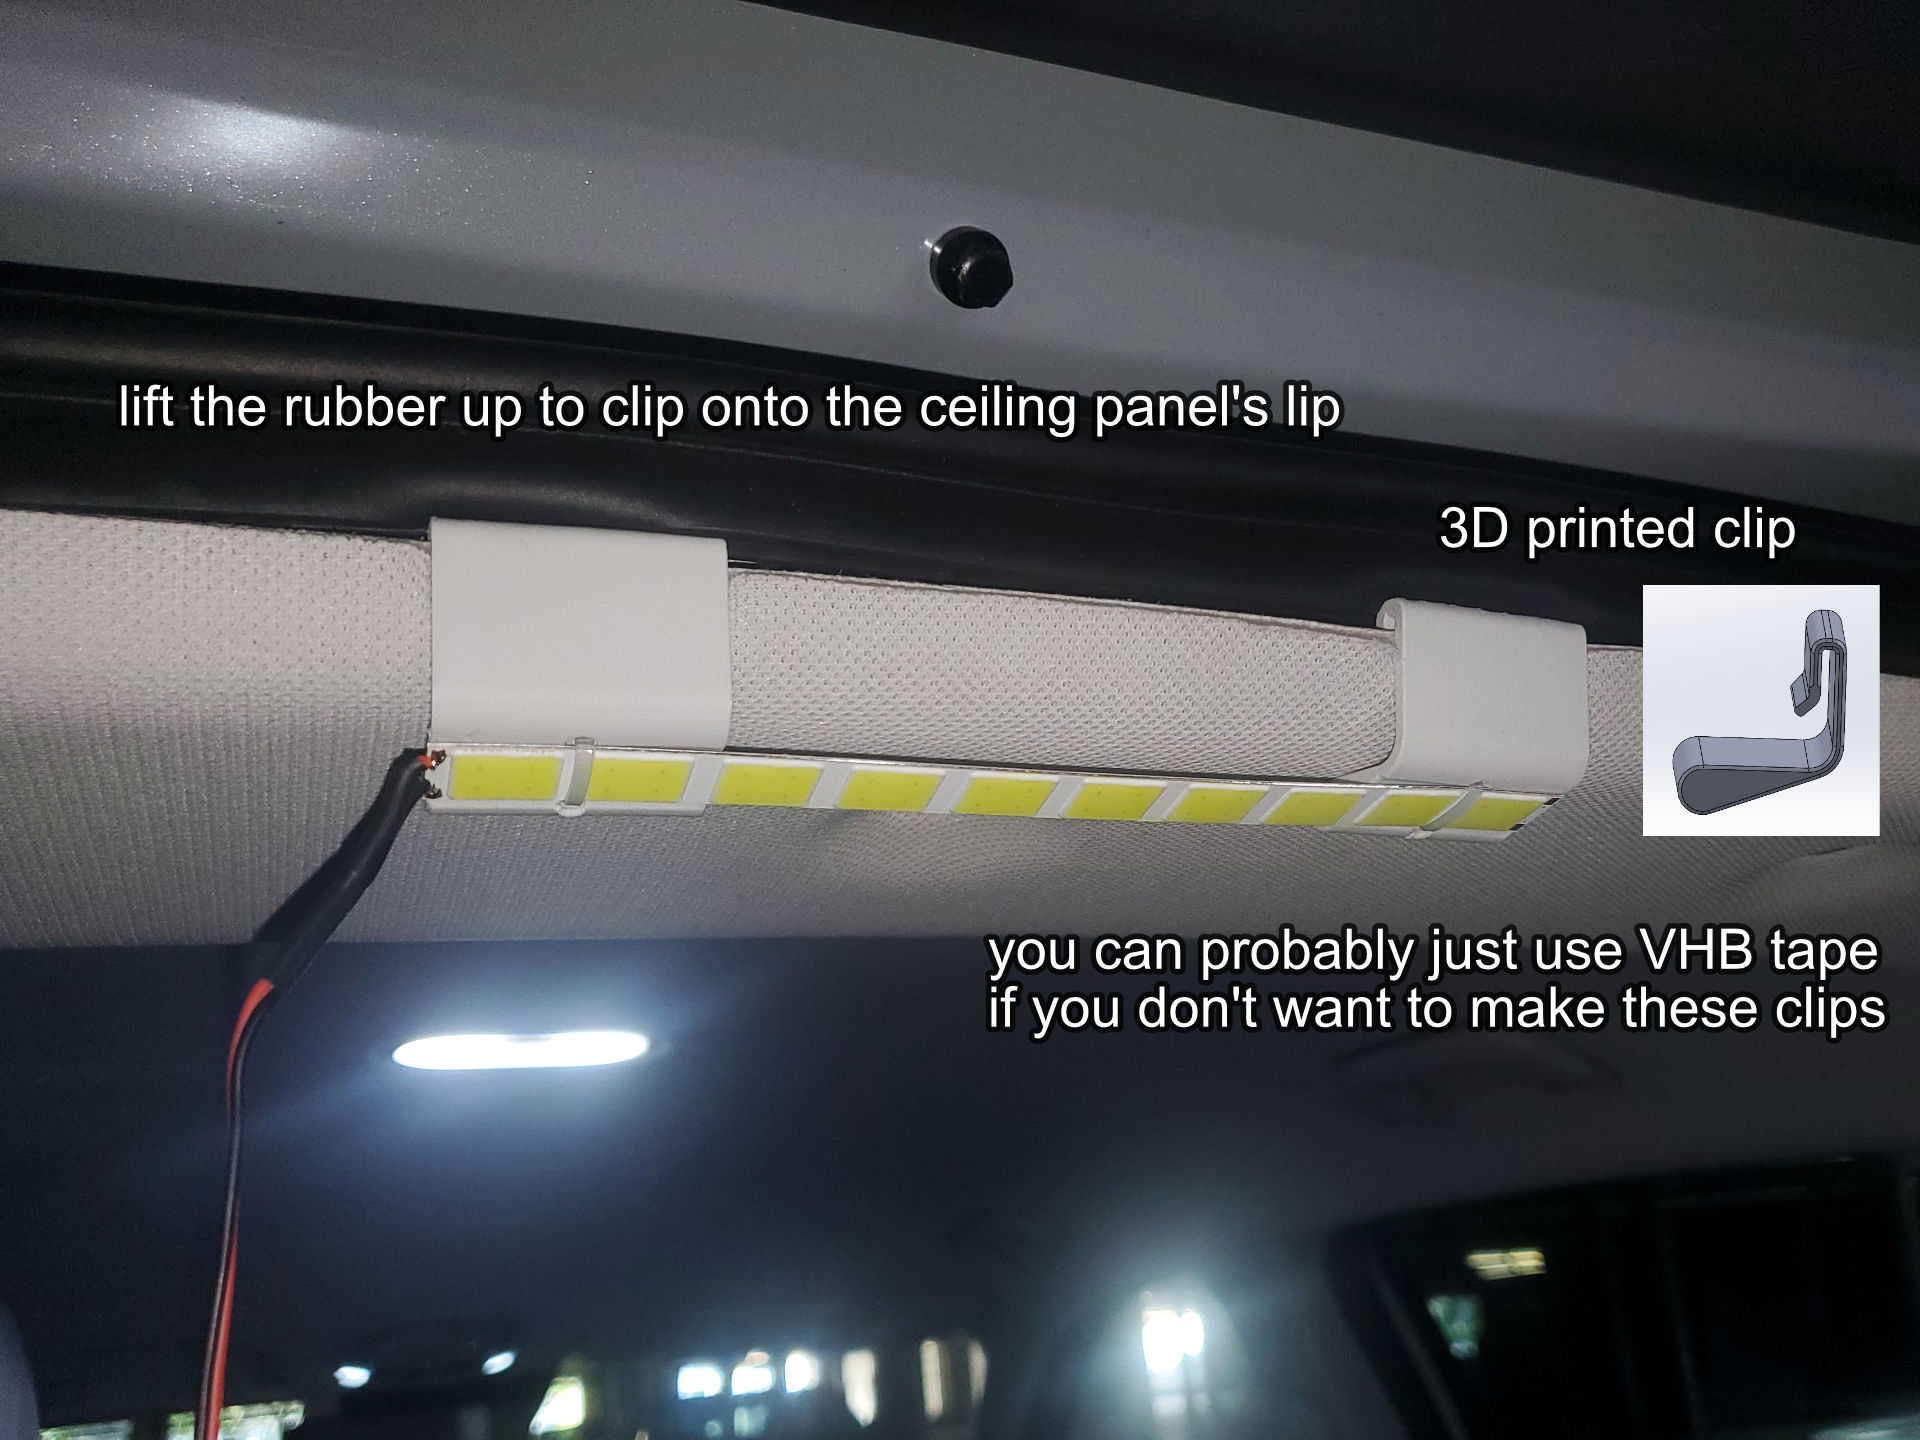 lift the rubber up to clip onto the ceiling panel's lip
3D printed clip
you can probably just use VHB tape
if you don't want to make these clips